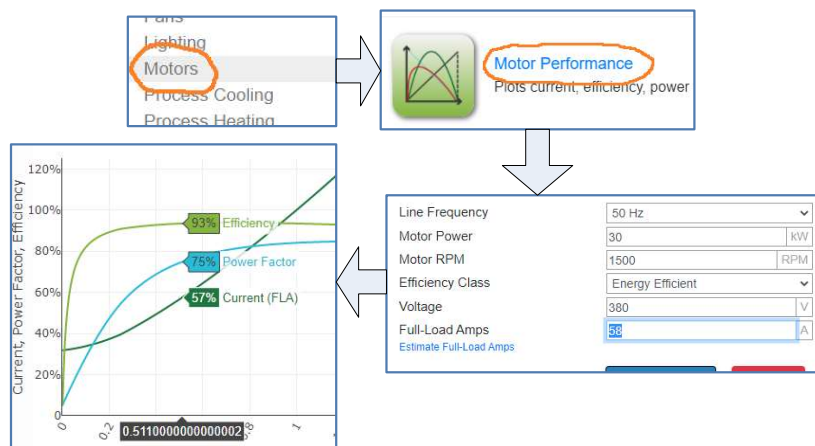 Fans
Lighting
Motors
Process Cooling
Process Heating
Motor Performance
Plots current, efficiency, power
Line Frequency 50 Hz
Motor Power 30 kW
Motor RPM 1500 RPM
Efficiency Class Energy Efficient
Voltage 380 V
Full-Load Amps 58 A
Estimate Full-Load Amps
Current, Power Factor, Efficiency
120%
100%
80%
60%
40%
20%
0
93% Efficiency
75% Power Factor
57% Current (FLA)
0 0.2 0.5110000000000002 0.8 1